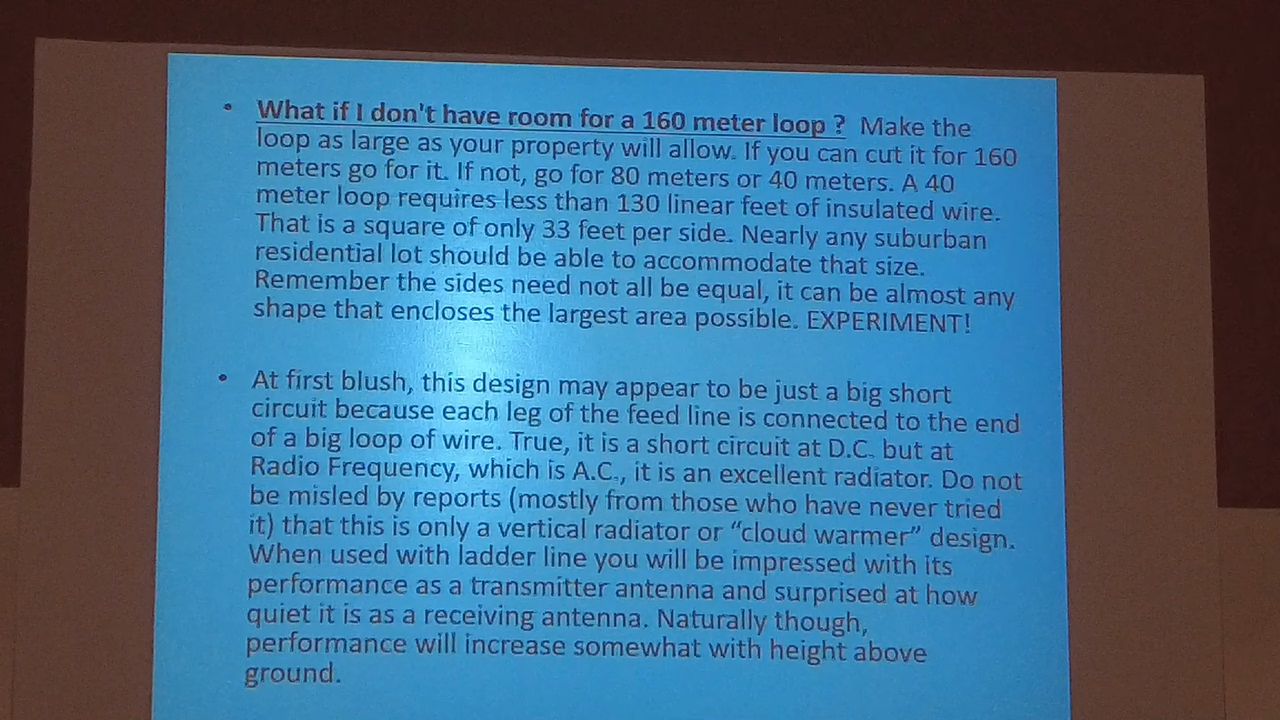 • What if I don't have room for a 160 meter loop ? Make the
loop as large as your property will allow. If you can cut it for 160
meters go for it. If not, go for 80 meters or 40 meters. A 40
meter loop requires less than 130 linear feet of insulated wire.
That is a square of only 33 feet per side. Nearly any suburban
residential lot should be able to accommodate that size.
Remember the sides need not all be equal, it can be almost any
shape that encloses the largest area possible. EXPERIMENT!
• At first blush, this design may appear to be just a big short
circuit because each leg of the feed line is connected to the end
of a big loop of wire. True, it is a short circuit at D.C. but at
Radio Frequency, which is A.C., it is an excellent radiator. Do not
be misled by reports (mostly from those who have never tried
it) that this is only a vertical radiator or “cloud warmer” design.
When used with ladder line you will be impressed with its
performance as a transmitter antenna and surprised at how
quiet it is as a receiving antenna. Naturally though,
performance will increase somewhat with height above
ground.